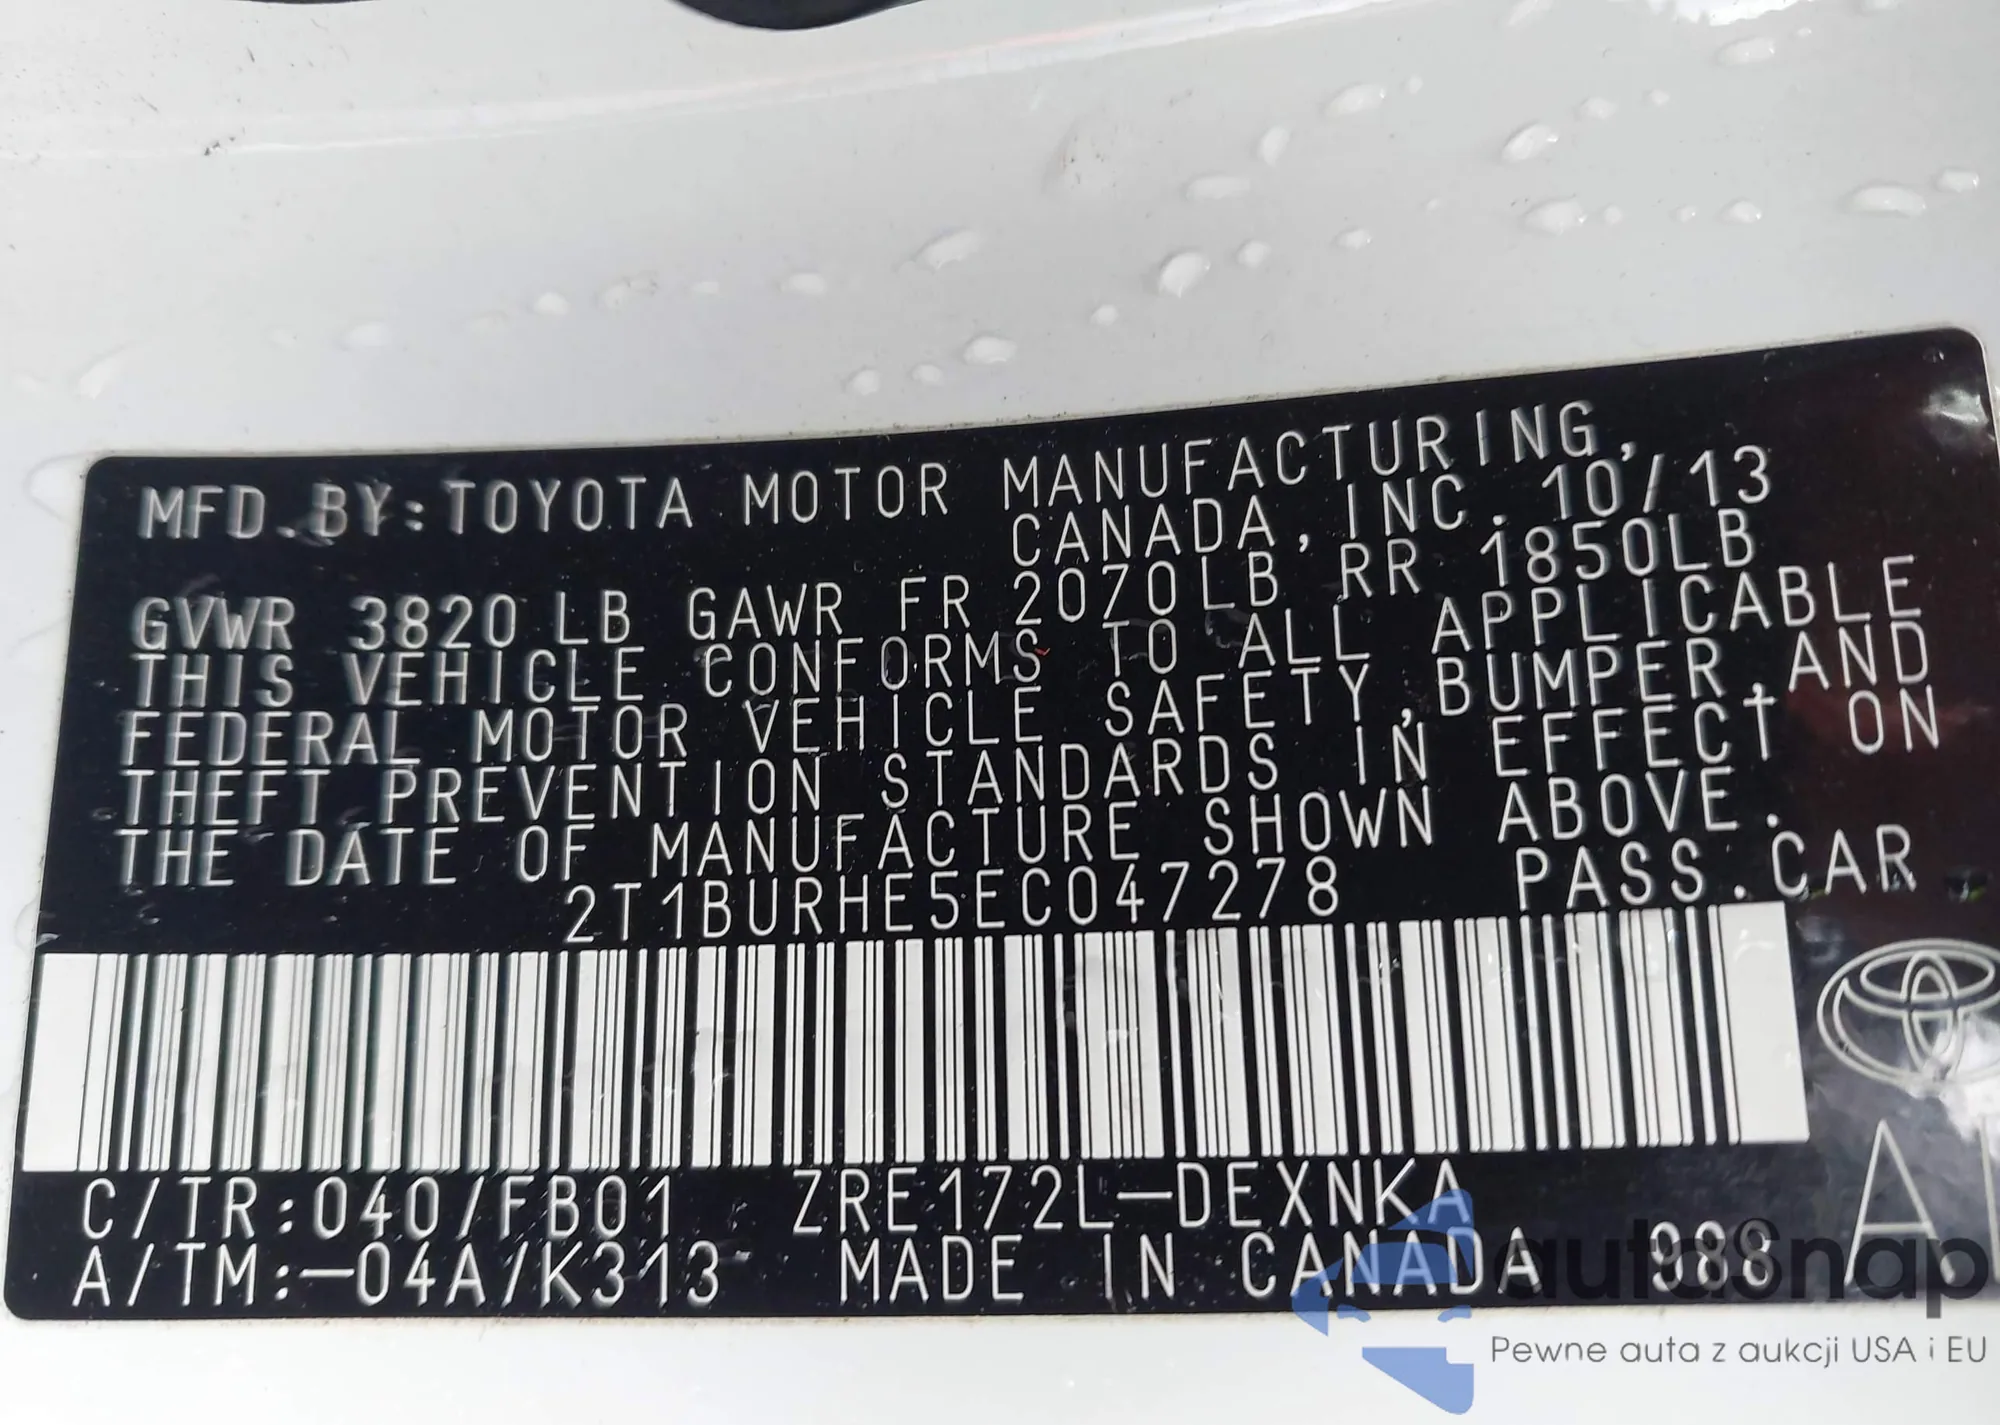 MFD.BY:TOYOTA MOTOR MANUFACTURING,
CANADA, INC. 10/13
GVWR 3820LB GAWR FR 2070LB RR 1850LB
THIS VEHICLE CONFORMS TO ALL APPLICABLE
FEDERAL MOTOR VEHICLE SAFETY,BUMPER,AND
THEFT PREVENTION STANDARDS IN EFFECT ON
THE DATE OF MANUFACTURE SHOWN ABOVE.
2T1BURHE5EC047278 PASS.CAR
C/TR:040/FB01 ZRE172L-DEXNKA
A/TM:-04A/K313 MADE IN CANADA 988
autosnap
Pewne auta z aukcji USA i EU